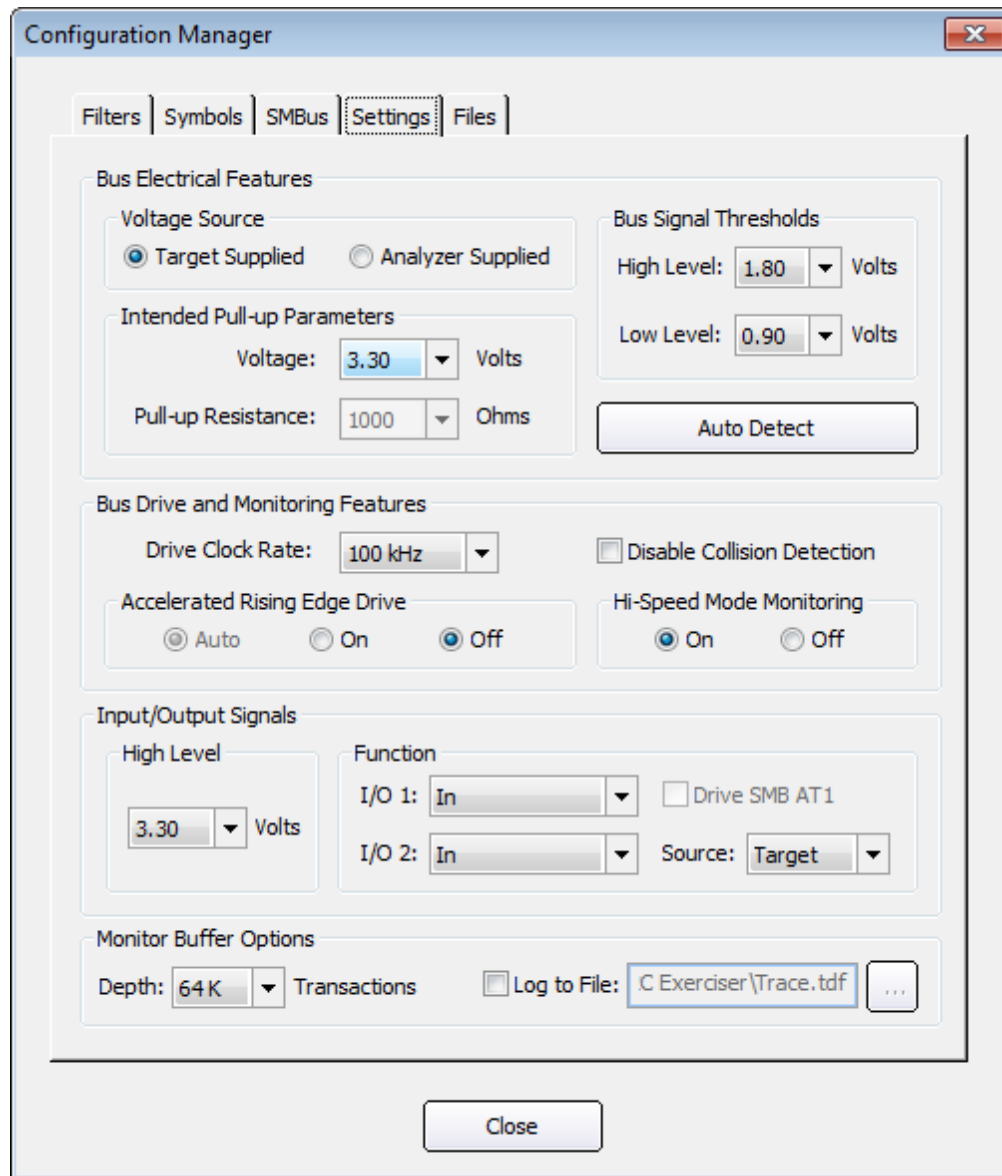 Configuration Manager
Filters Symbols SMBus Settings Files
Bus Electrical Features
Voltage Source
Target Supplied Analyzer Supplied
Intended Pull-up Parameters
Voltage: 3.30 Volts
Pull-up Resistance: 1000 Ohms
Bus Signal Thresholds
High Level: 1.80 Volts
Low Level: 0.90 Volts
Auto Detect
Bus Drive and Monitoring Features
Drive Clock Rate: 100 kHz
Disable Collision Detection
Accelerated Rising Edge Drive
Auto On Off
Hi-Speed Mode Monitoring
On Off
Input/Output Signals
High Level
3.30 Volts
Function
I/O 1: In Drive SMB AT1
I/O 2: In Source: Target
Monitor Buffer Options
Depth: 64 K Transactions Log to File: C Exerciser\Trace.tdf ...
Close